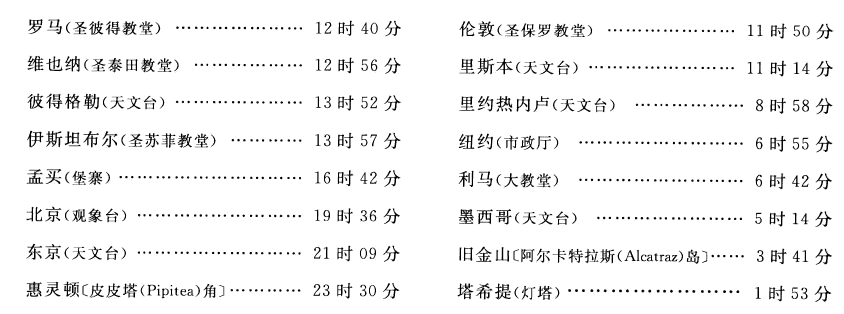 罗马(圣彼得教堂) …………………… 12 时 40 分
维也纳(圣泰田教堂) ………………… 12 时 56 分
彼得格勒(天文台) …………………… 13 时 52 分
伊斯坦布尔(圣苏菲教堂) …………… 13 时 57 分
孟买(堡寨) …………………………… 16 时 42 分
北京(观象台) ………………………… 19 时 36 分
东京(天文台) ………………………… 21 时 09 分
惠灵顿〔皮皮塔(Pipitea)角〕………… 23 时 30 分
伦敦(圣保罗教堂) …………………… 11 时 50 分
里斯本(天文台) ……………………… 11 时 14 分
里约热内卢(天文台) ………………… 8 时 58 分
纽约(市政厅) ………………………… 6 时 55 分
利马(大教堂) ………………………… 6 时 42 分
墨西哥(天文台) ……………………… 5 时 14 分
旧金山〔阿尔卡特拉斯(Alcatraz)岛〕…… 3 时 41 分
塔希提(灯塔) ………………………… 1 时 53 分